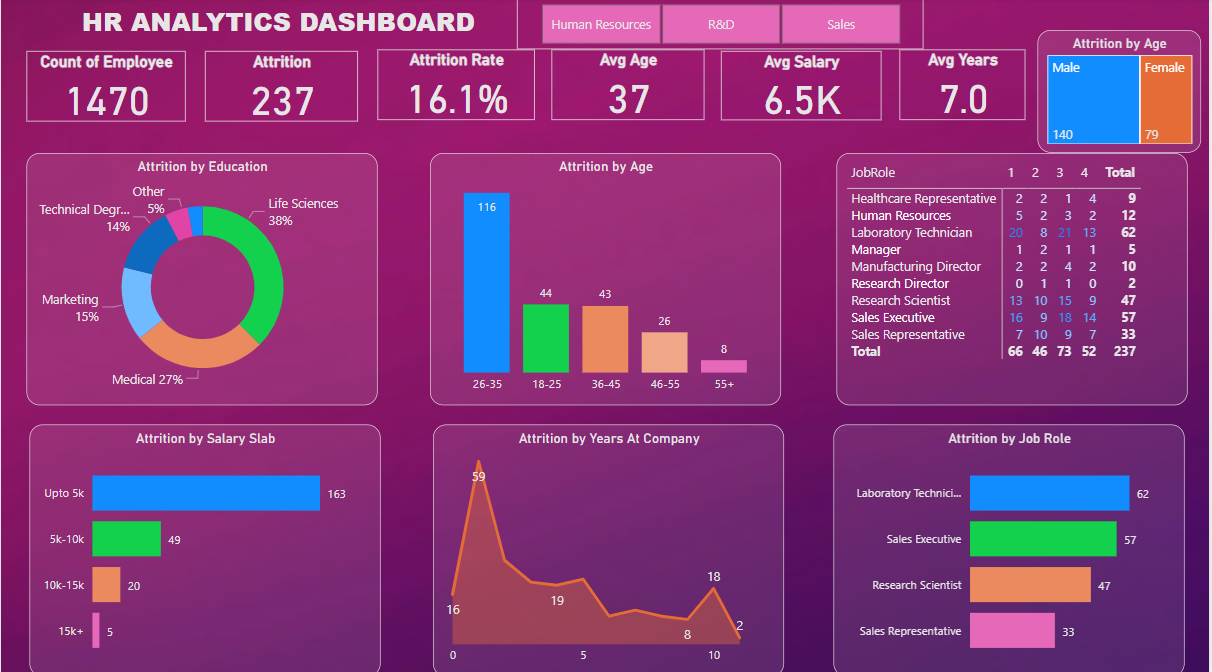 HR ANALYTICS DASHBOARD
Human Resources
R&D
Sales
Count of Employee
1470
Attrition
237
Attrition Rate
16.1%
Avg Age
37
Avg Salary
6.5K
Avg Years
7.0
Attrition by Age
Male
Female
140
79
Attrition by Education
Other
5%
Life Sciences
38%
Technical Degr...
14%
Marketing
15%
Medical 27%
Attrition by Age
116
44
43
26
8
26-35
18-25
36-45
46-55
55+
JobRole 1 2 3 4 Total
Healthcare Representative 2 2 1 4 9
Human Resources 5 2 3 2 12
Laboratory Technician 20 8 21 13 62
Manager 1 2 1 1 5
Manufacturing Director 2 2 4 2 10
Research Director 0 1 1 0 2
Research Scientist 13 10 15 9 47
Sales Executive 16 9 18 14 57
Sales Representative 7 10 9 7 33
Total 66 46 73 52 237
Attrition by Salary Slab
Upto 5k 163
5k-10k 49
10k-15k 20
15k+ 5
Attrition by Years At Company
59
16
19
18
8
2
0
5
10
Attrition by Job Role
Laboratory Technici... 62
Sales Executive 57
Research Scientist 47
Sales Representative 33